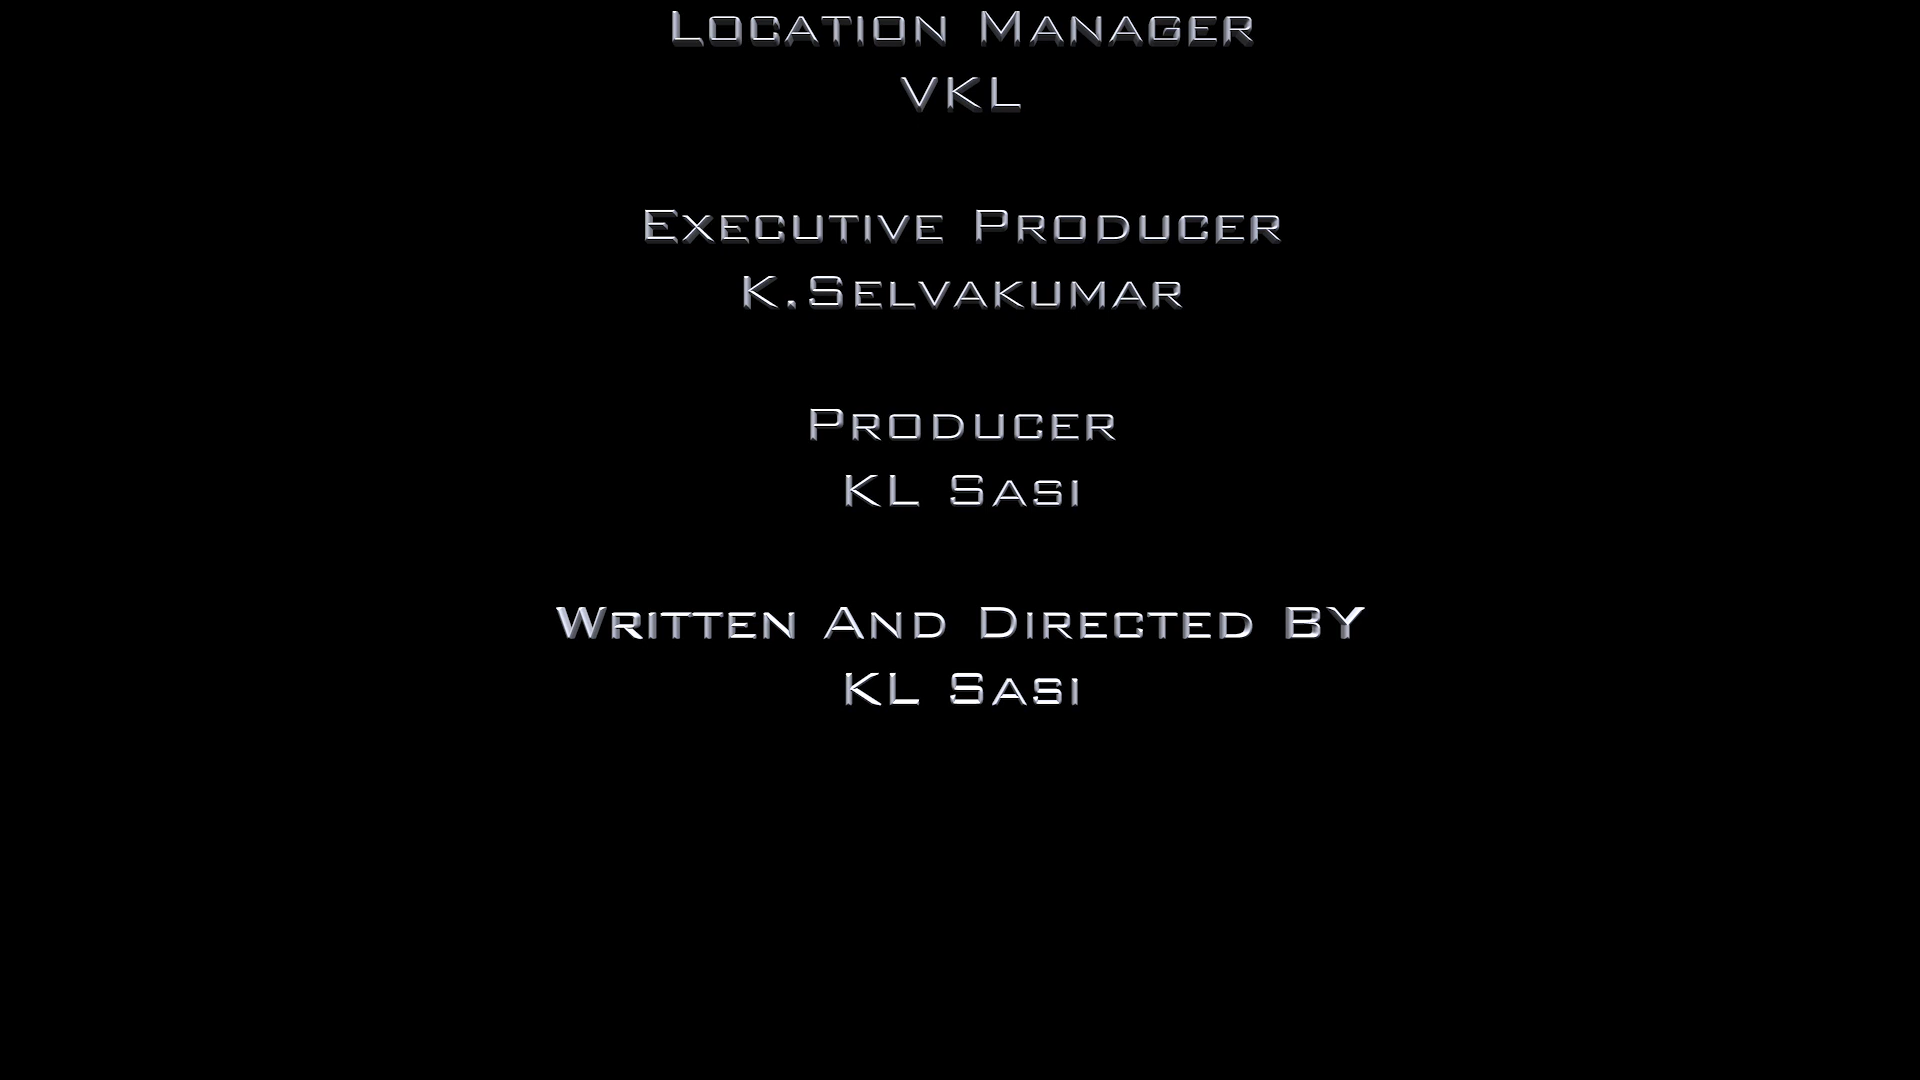 Location Manager
VKL
Executive Producer
K.Selvakumar
Producer
KL Sasi
Written And Directed BY
KL Sasi